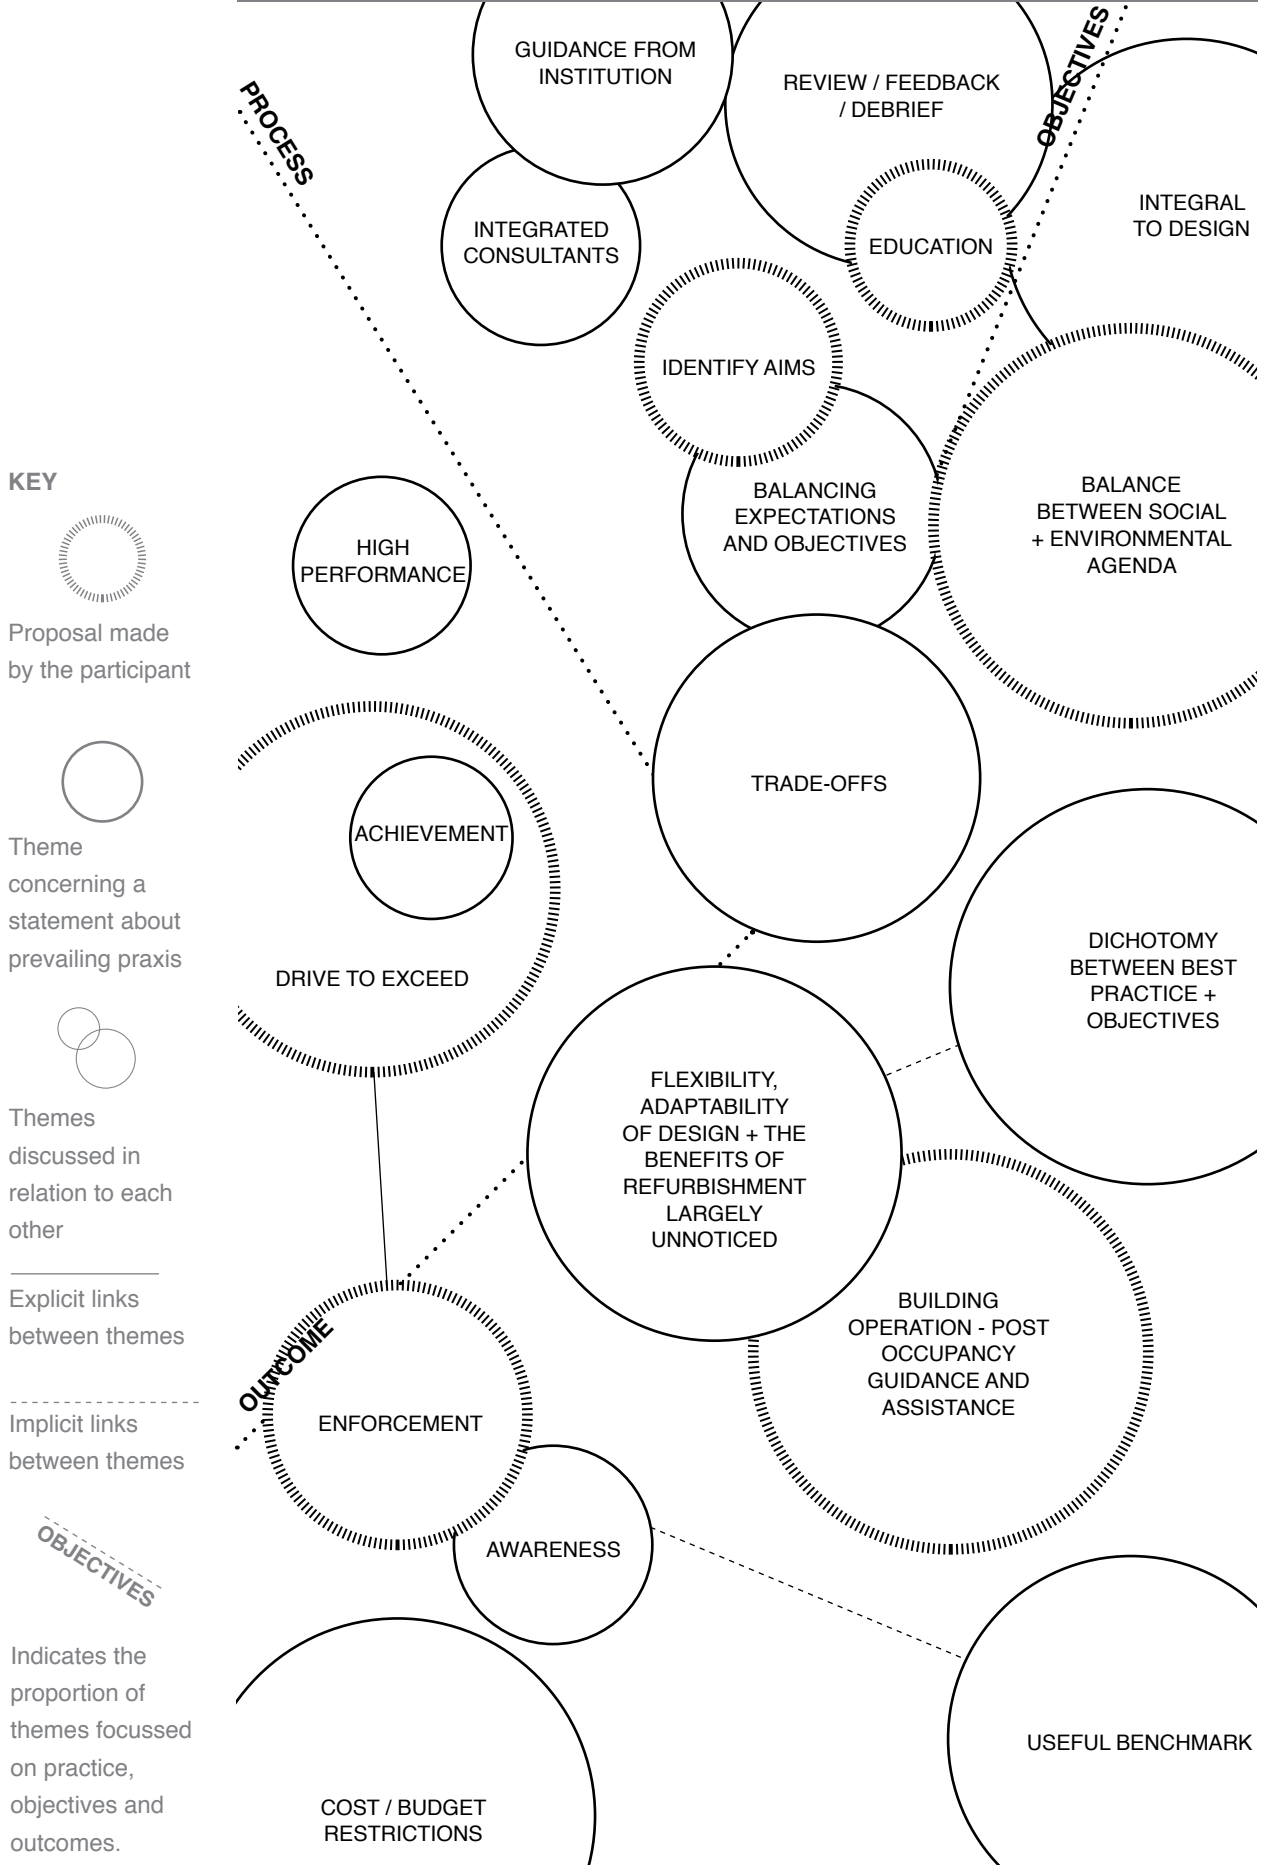 GUIDANCE FROM
INSTITUTION
REVIEW / FEEDBACK
/ DEBRIEF
OBJECTIVES
PROCESS
INTEGRAL
TO DESIGN
INTEGRATED
CONSULTANTS
EDUCATION
IDENTIFY AIMS
BALANCING
EXPECTATIONS
AND OBJECTIVES
BALANCE
BETWEEN SOCIAL
+ ENVIRONMENTAL
AGENDA
HIGH
PERFORMANCE
TRADE-OFFS
ACHIEVEMENT
DRIVE TO EXCEED
DICHOTOMY
BETWEEN BEST
PRACTICE +
OBJECTIVES
FLEXIBILITY,
ADAPTABILITY
OF DESIGN + THE
BENEFITS OF
REFURBISHMENT
LARGELY
UNNOTICED
BUILDING
OPERATION - POST
OCCUPANCY
GUIDANCE AND
ASSISTANCE
OUTCOME
ENFORCEMENT
AWARENESS
USEFUL BENCHMARK
COST / BUDGET
RESTRICTIONS
KEY
Proposal made
by the participant
Theme
concerning a
statement about
prevailing praxis
Themes
discussed in
relation to each
other
Explicit links
between themes
Implicit links
between themes
OBJECTIVES
Indicates the
proportion of
themes focussed
on practice,
objectives and
outcomes.